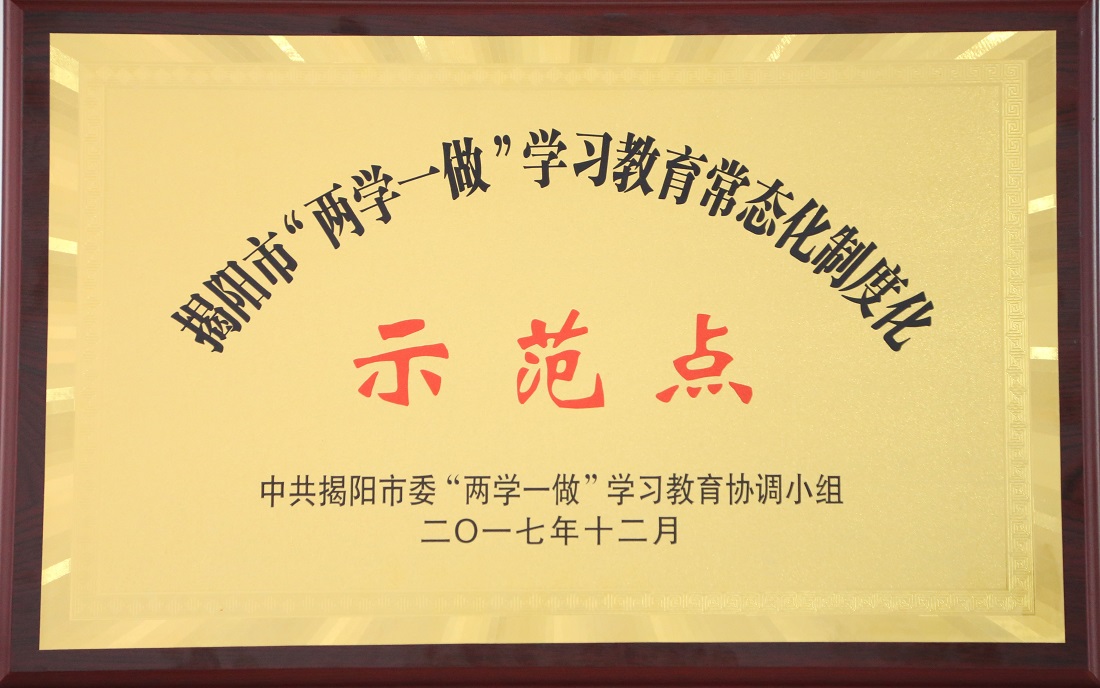 揭阳市“两学一做”学习教育常态化制度化
示范点
中共揭阳市委“两学一做”学习教育协调小组
二〇一七年十二月